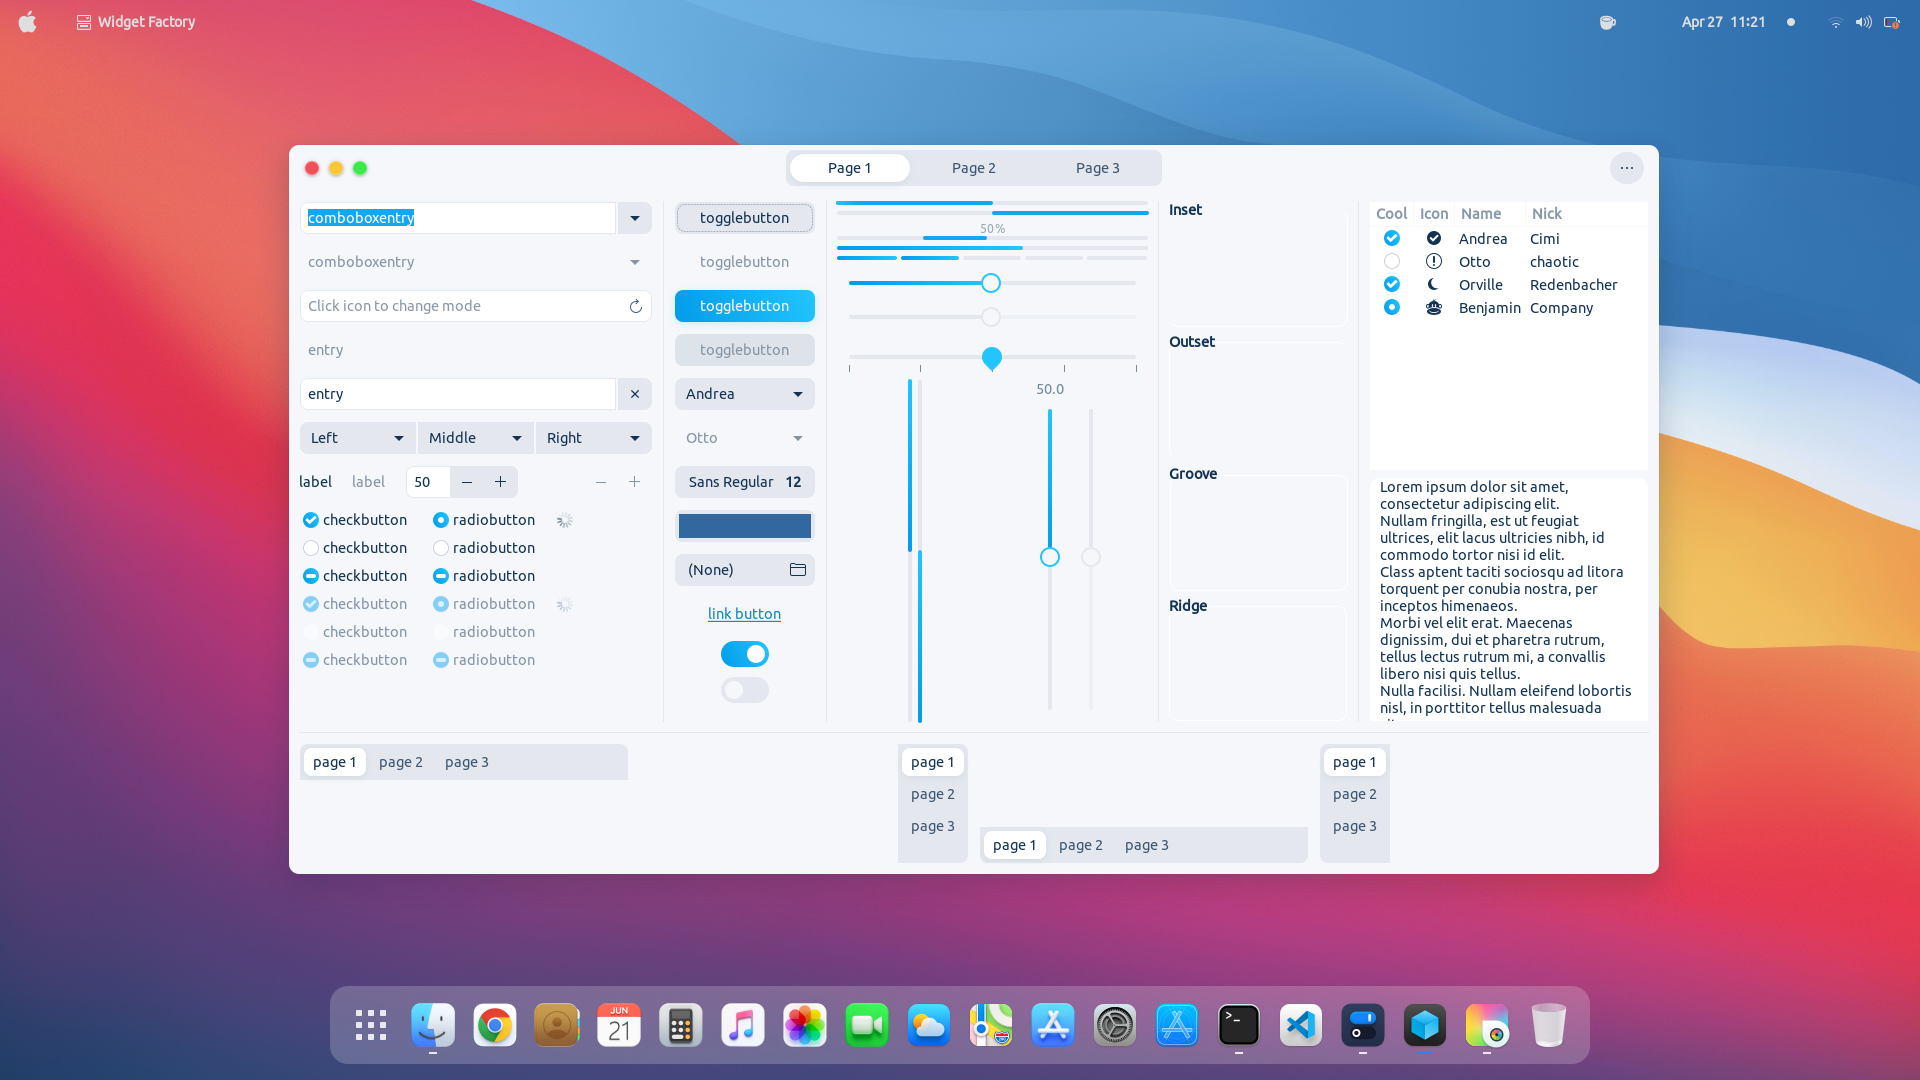 Widget Factory
Apr 27 11:21
Page 1
Page 2
Page 3
comboboxentry
comboboxentry
Click icon to change mode
entry
entry
Left
Middle
Right
label
label
50
checkbutton
radiobutton
checkbutton
radiobutton
checkbutton
radiobutton
checkbutton
radiobutton
checkbutton
radiobutton
checkbutton
radiobutton
togglebutton
togglebutton
togglebutton
togglebutton
Andrea
Otto
Sans Regular 12
(None)
link button
50 %
50.0
Inset
Outset
Groove
Ridge
Cool Icon Name Nick
Andrea Cimi
Otto chaotic
Orville Redenbacher
Benjamin Company
Lorem ipsum dolor sit amet,
consectetur adipiscing elit.
Nullam fringilla, est ut feugiat
ultrices, elit lacus ultricies nibh, id
commodo tortor nisi id elit.
Class aptent taciti sociosqu ad litora
torquent per conubia nostra, per
inceptos himenaeos.
Morbi vel elit erat. Maecenas
dignissim, dui et pharetra rutrum,
tellus lectus rutrum mi, a convallis
libero nisi quis tellus.
Nulla facilisi. Nullam eleifend lobortis
nisl, in porttitor tellus malesuada
page 1
page 2
page 3
page 1
page 2
page 3
page 1
page 2
page 3
page 1
page 2
page 3
JUN
21
>_